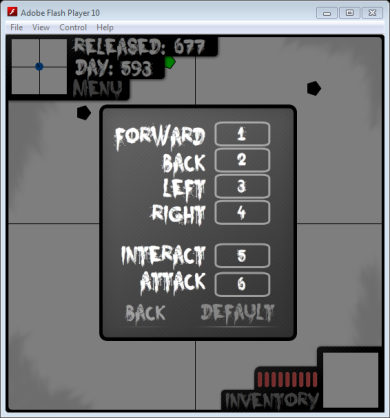 Adobe Flash Player 10
File View Control Help
RELEASED: 677
DAY: 593
MENU
FORWARD 1
BACK 2
LEFT 3
RIGHT 4
INTERACT 5
ATTACK 6
BACK DEFAULT
INVENTORY